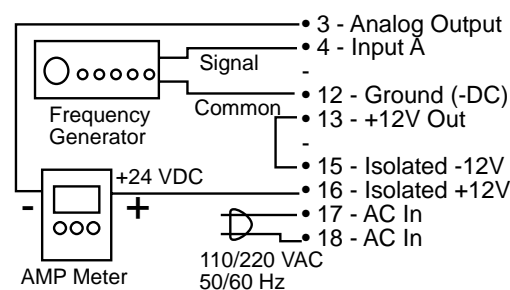 3 - Analog Output
4 - Input A
Signal
-
Common
12 - Ground (-DC)
13 - +12V Out
Frequency
Generator
-
15 - Isolated -12V
+24 VDC
16 - Isolated +12V
- +
17 - AC In
18 - AC In
110/220 VAC
50/60 Hz
AMP Meter